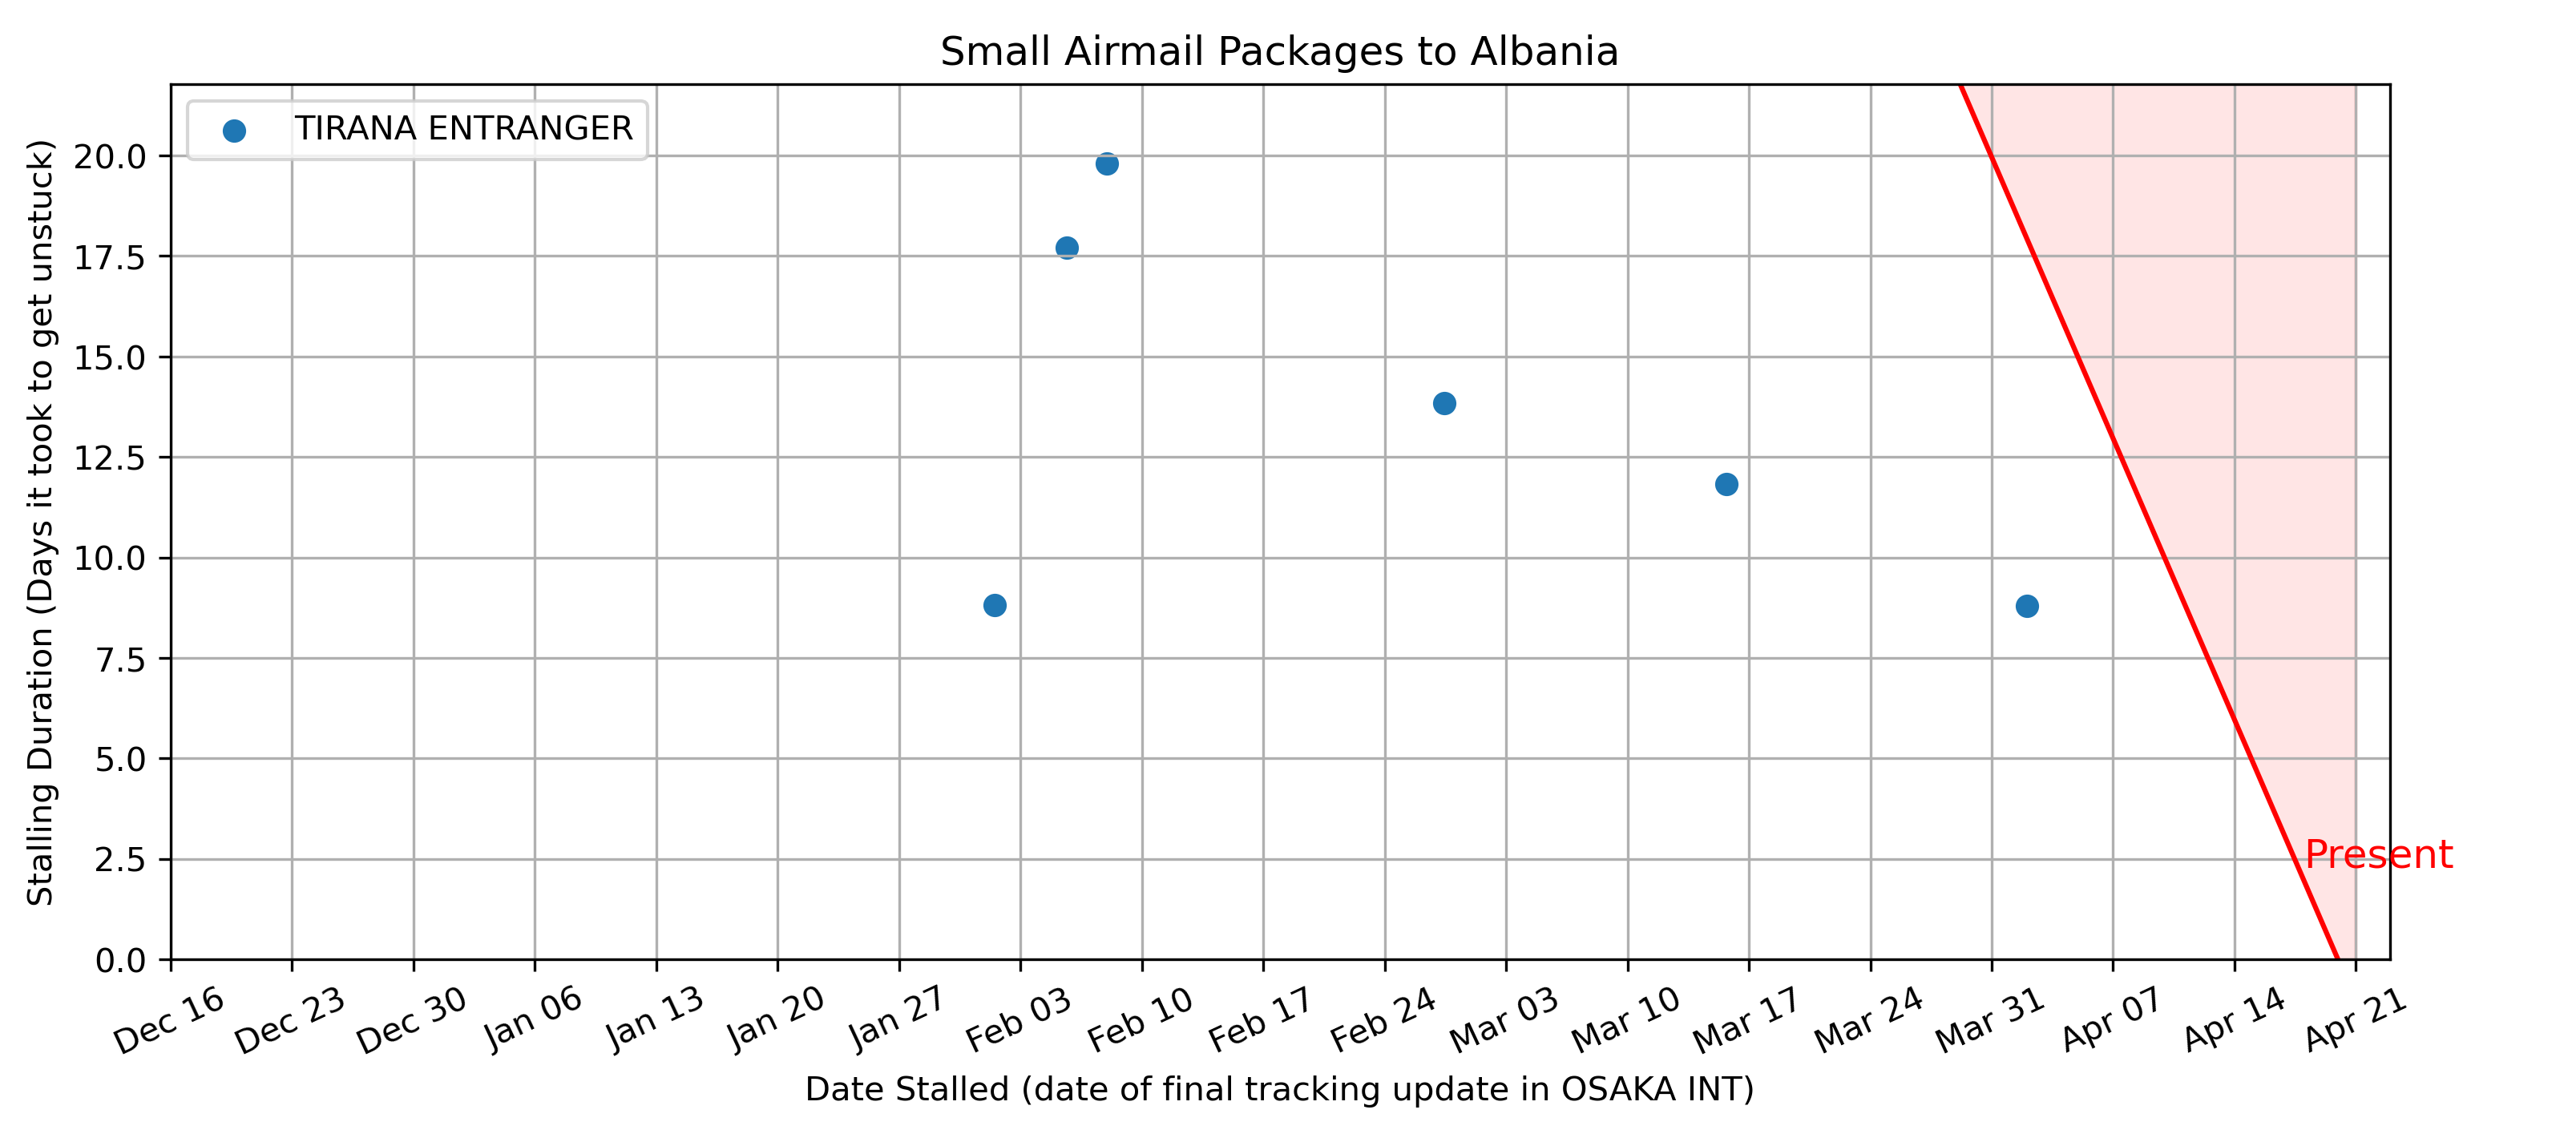 Small Airmail Packages to Albania
TIRANA ENTRANGER
Stalling Duration (Days it took to get unstuck)
20.0
17.5
15.0
12.5
10.0
7.5
5.0
2.5
0.0
Present
Dec 16 Dec 23 Dec 30 Jan 06 Jan 13 Jan 20 Jan 27 Feb 03 Feb 10 Feb 17 Feb 24 Mar 03 Mar 10 Mar 17 Mar 24 Mar 31 Apr 07 Apr 14 Apr 21
Date Stalled (date of final tracking update in OSAKA INT)